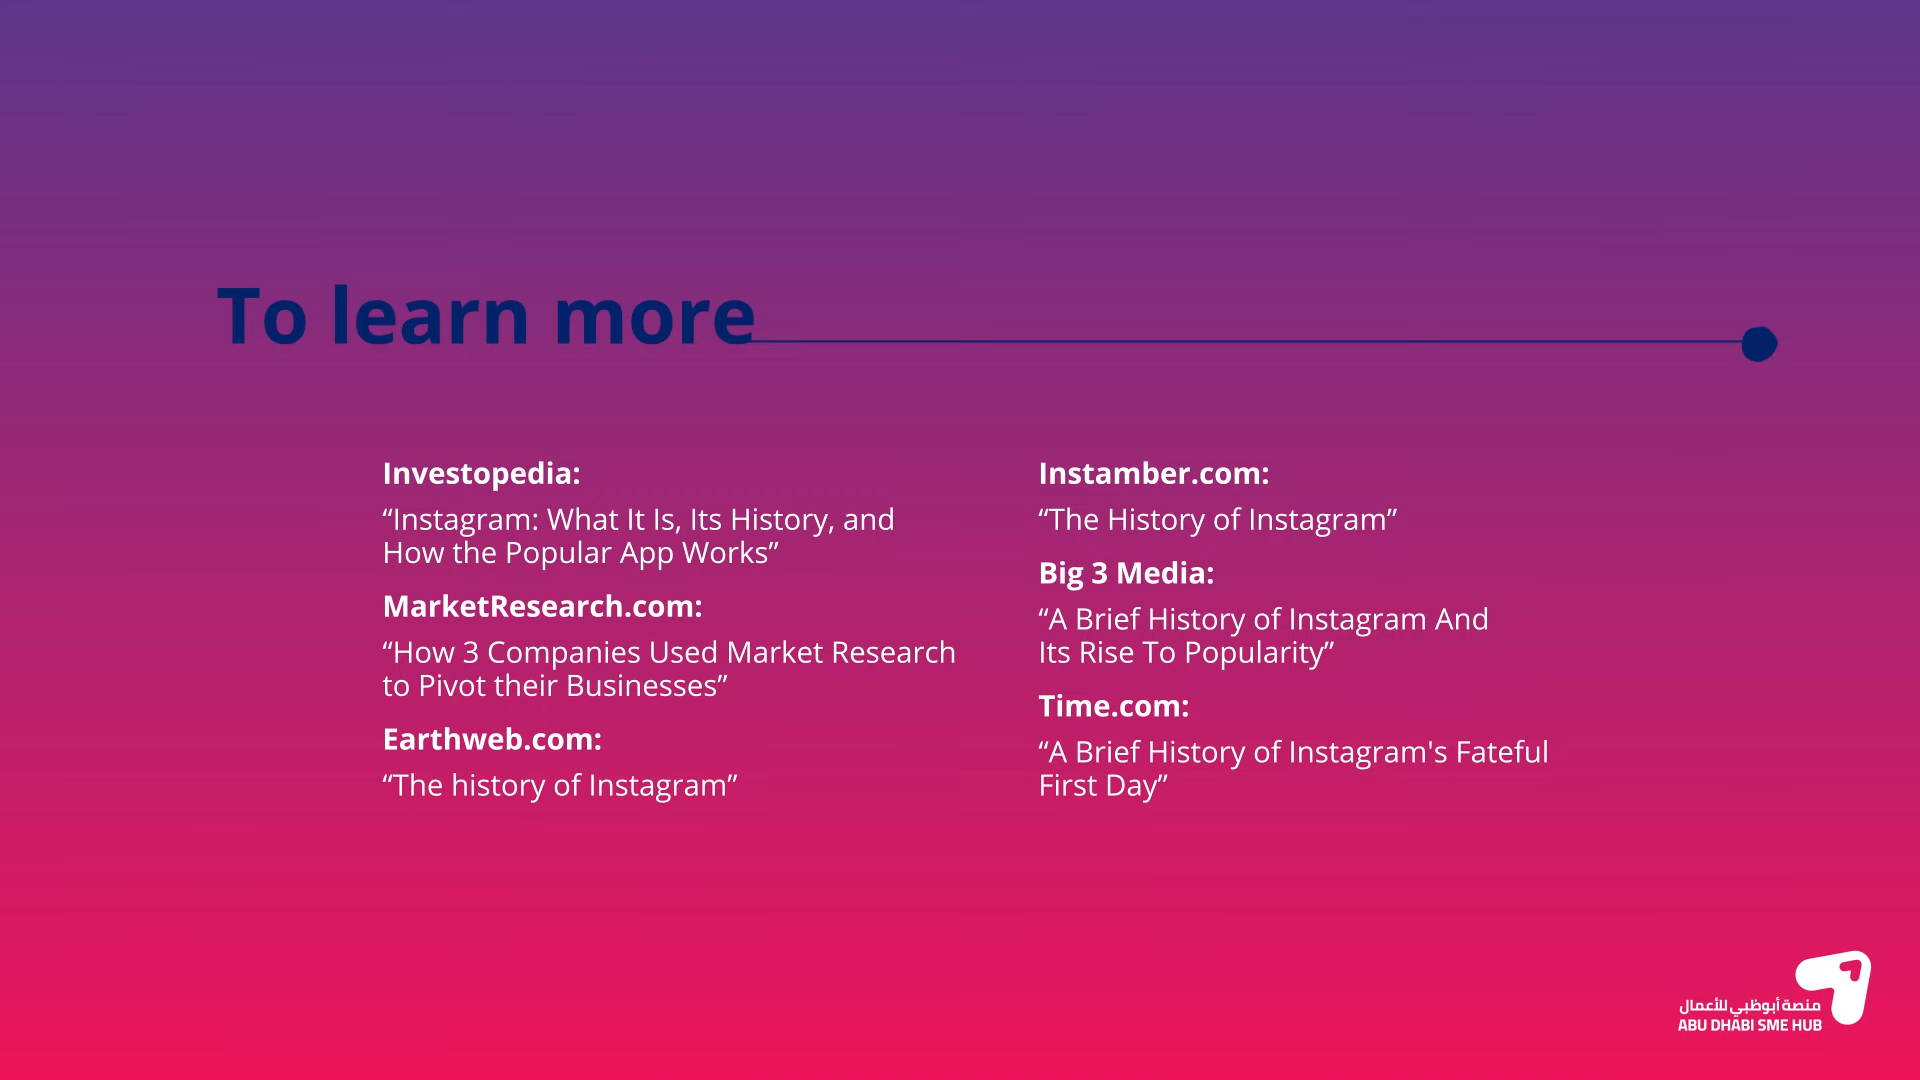 To learn more
Investopedia:
“Instagram: What It Is, Its History, and
How the Popular App Works”
MarketResearch.com:
“How 3 Companies Used Market Research
to Pivot their Businesses”
Earthweb.com:
“The history of Instagram”
Instamber.com:
“The History of Instagram”
Big 3 Media:
“A Brief History of Instagram And
Its Rise To Popularity”
Time.com:
“A Brief History of Instagram's Fateful
First Day”
منصة أبوظبي للأعمال
ABU DHABI SME HUB